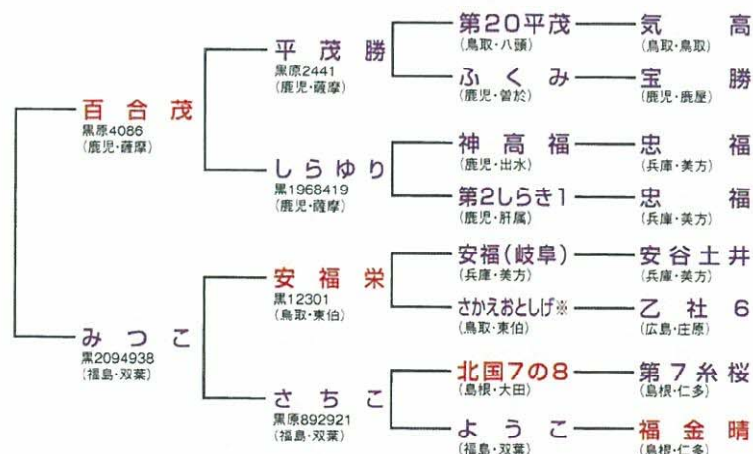 百合茂
黒原4086
(鹿児・薩摩)
平茂勝
黒原2441
(鹿児・薩摩)
第20平茂
(鳥取・八頭)
気高
(鳥取・鳥取)
ふくみ
(鹿児・曽於)
宝勝
(鹿児・鹿屋)
しらゆり
黒1968419
(鹿児・薩摩)
神高福
(鹿児・出水)
忠福
(兵庫・美方)
第2しらき1
(鹿児・肝属)
忠福
(兵庫・美方)
みつこ
黒2094938
(福島・双葉)
安福栄
黒12301
(鳥取・東伯)
安福(岐阜)
(兵庫・美方)
安谷土井
(兵庫・美方)
さかえおとしげ※
(鳥取・東伯)
乙社6
(広島・庄原)
さちこ
黒原892921
(福島・双葉)
北国7の8
(島根・大田)
第7糸桜
(島根・仁多)
ようこ
(福島・双葉)
福金晴
(島根・仁多)